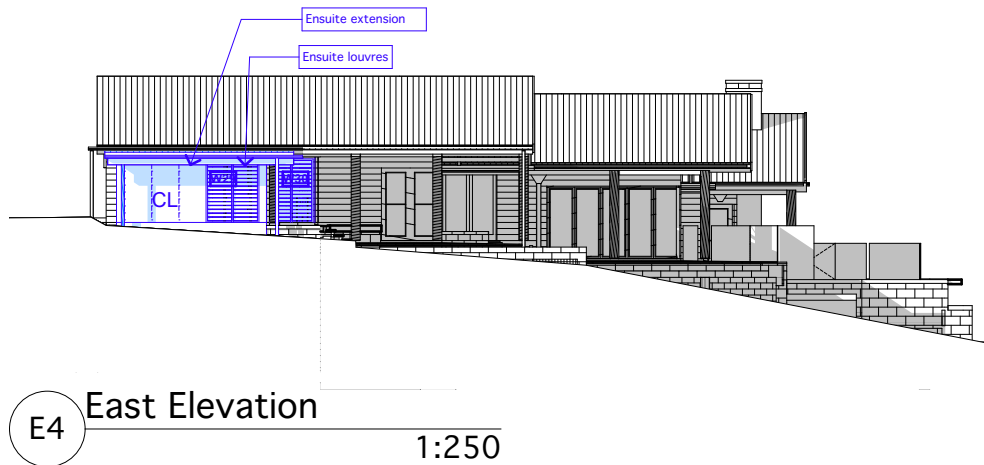 Ensuite extension
Ensuite louvres
CL
E4
East Elevation
1:250